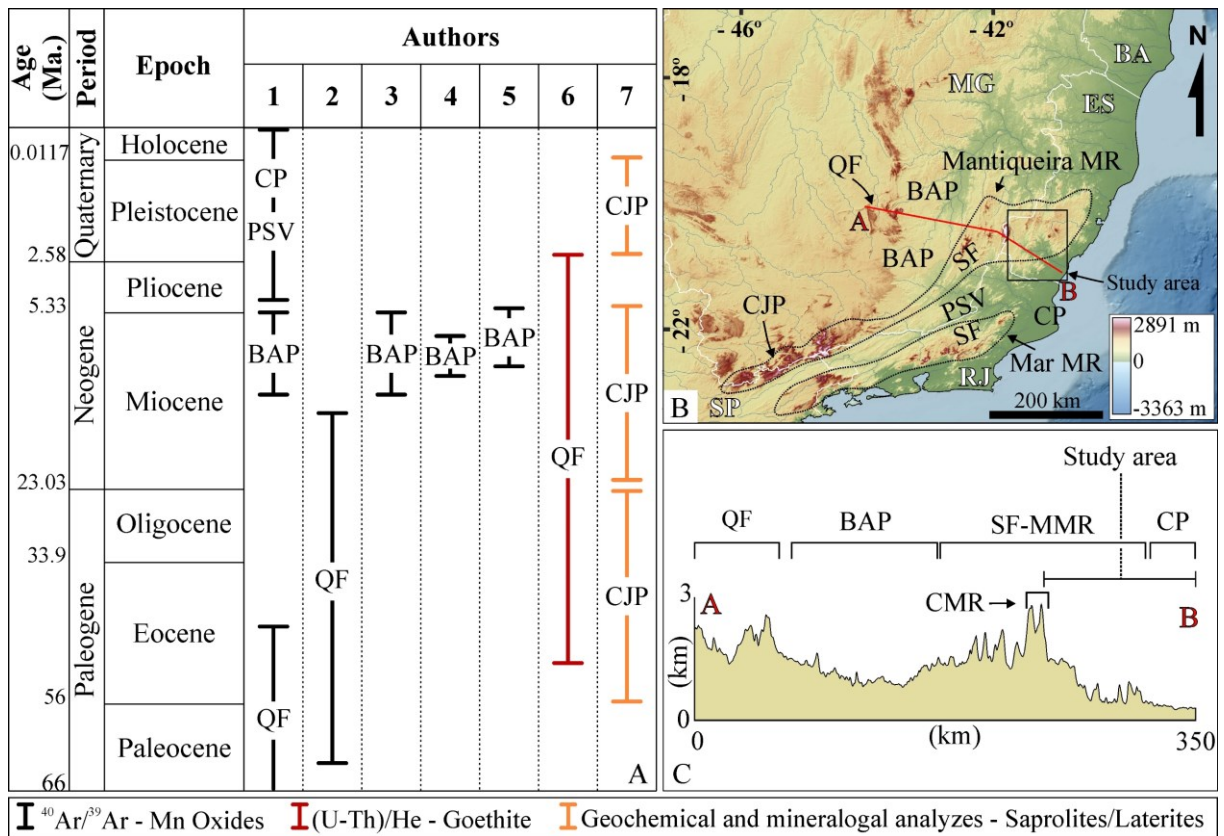 Age (Ma.)
Period
Epoch
Authors
1 2 3 4 5 6 7
0.0117
2.58
5.33
23.03
33.9
56
66
Quaternary
Neogene
Paleogene
Holocene
Pleistocene
Pliocene
Miocene
Oligocene
Eocene
Paleocene
CP
PSV
BAP
QF
QF
BAP
BAP
BAP
QF
CJP
CJP
CJP
A
- 46º
- 42º
N
- 18º
- 22º
BA
MG
ES
Mantiqueira MR
QF
BAP
A
BAP
SF
Study area
B
PSV
CP
CJP
SF
Mar MR
RJ
SP
200 km
2891 m
0
-3363 m
B
Study area
QF
BAP
SF-MMR
CP
CMR
3
(km)
0
A
B
0
(km)
350
C
⁴⁰Ar/³⁹Ar - Mn Oxides
(U-Th)/He - Goethite
Geochemical and mineralogal analyzes - Saprolites/Laterites